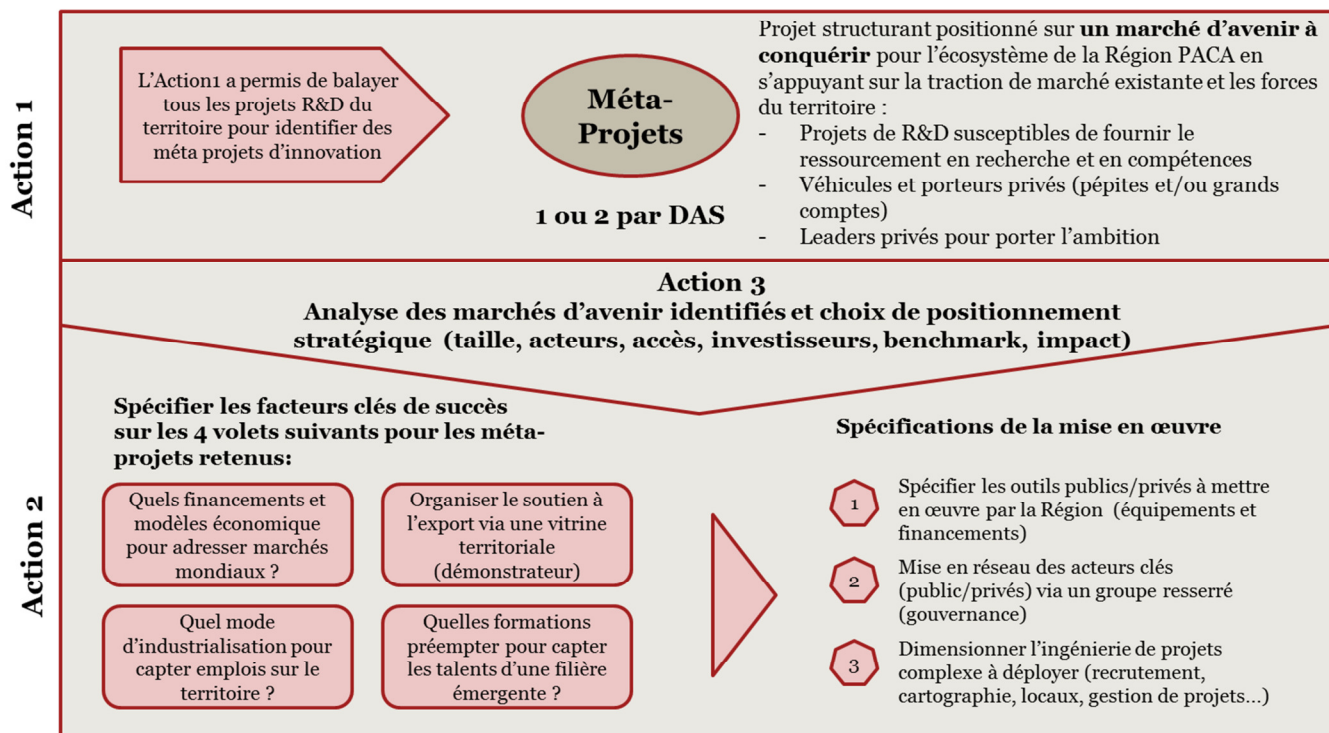 Action 1
L'Action1 a permis de balayer
tous les projets R&D du
territoire pour identifier des
méta projets d'innovation
Méta-
Projets
1 ou 2 par DAS
Projet structurant positionné sur un marché d'avenir à
conquérir pour l'écosystème de la Région PACA en
s'appuyant sur la traction de marché existante et les forces
du territoire :
- Projets de R&D susceptibles de fournir le
ressourcement en recherche et en compétences
- Véhicules et porteurs privés (pépites et/ou grands
comptes)
- Leaders privés pour porter l'ambition
Action 3
Analyse des marchés d'avenir identifiés et choix de positionnement
stratégique (taille, acteurs, accès, investisseurs, benchmark, impact)
Action 2
Spécifier les facteurs clés de succès
sur les 4 volets suivants pour les méta-
projets retenus:
Quels financements et
modèles économique
pour adresser marchés
mondiaux ?
Organiser le soutien à
l'export via une vitrine
territoriale
(démonstrateur)
Quel mode
d'industrialisation pour
capter emplois sur le
territoire ?
Quelles formations
préempter pour capter
les talents d'une filière
émergente ?
Spécifications de la mise en œuvre
1
Spécifier les outils publics/privés à mettre
en œuvre par la Région (équipements et
financements)
2
Mise en réseau des acteurs clés
(public/privés) via un groupe resserré
(gouvernance)
3
Dimensionner l'ingénierie de projets
complexe à déployer (recrutement,
cartographie, locaux, gestion de projets...)